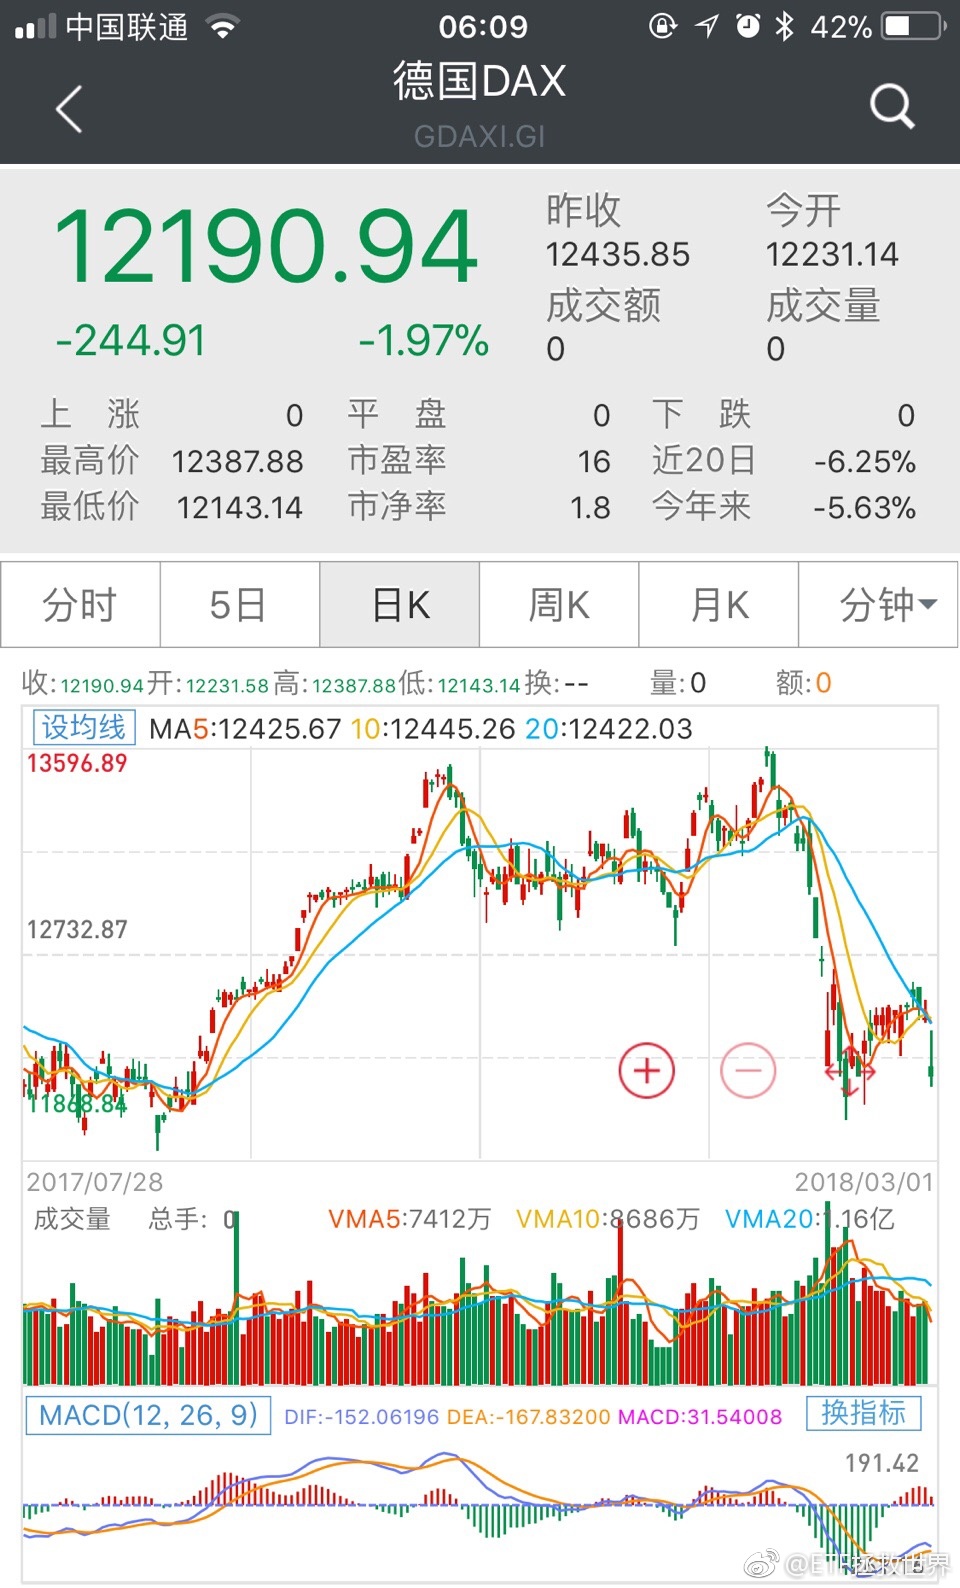 中国联通 06:09 42%
德国DAX
GDAXI.GI
12190.94
-244.91 -1.97%
昨收 今开
12435.85 12231.14
成交额 成交量
0 0
上 涨 0 平 盘 0 下 跌 0
最高价 12387.88 市盈率 16 近20日 -6.25%
最低价 12143.14 市净率 1.8 今年来 -5.63%
分时 5日 日K 周K 月K 分钟
收:12190.94 开:12231.58 高:12387.88 低:12143.14 换:-- 量:0 额:0
设均线 MA5:12425.67 10:12445.26 20:12422.03
13596.89
12732.87
11868.84
2017/07/28 2018/03/01
成交量 总手: 0 VMA5:7412万 VMA10:8686万 VMA20:1.16亿
MACD(12, 26, 9) DIF:-152.06196 DEA:-167.83200 MACD:31.54008 换指标
191.42
@ETF拯救世界